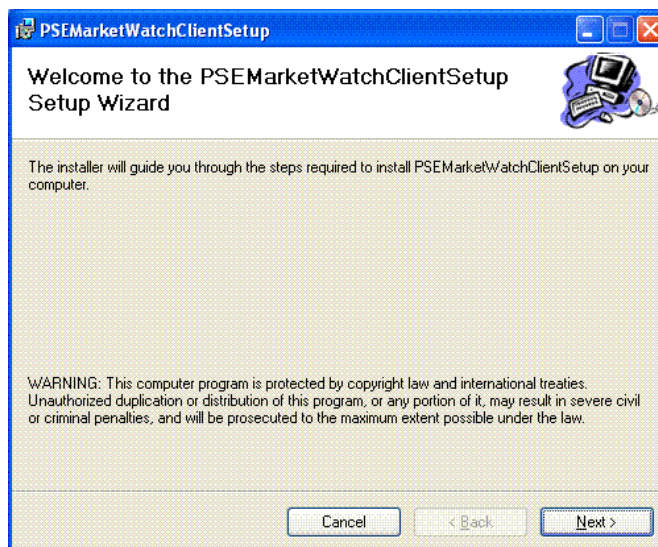 PSEMarketWatchClientSetup
Welcome to the PSEMarketWatchClientSetup
Setup Wizard
The installer will guide you through the steps required to install PSEMarketWatchClientSetup on your
computer.
WARNING: This computer program is protected by copyright law and international treaties.
Unauthorized duplication or distribution of this program, or any portion of it, may result in severe civil
or criminal penalties, and will be prosecuted to the maximum extent possible under the law.
Cancel
< Back
Next >